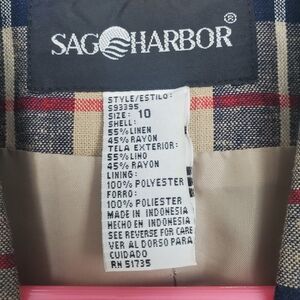 SAG HARBOR®
STYLE/ESTILO:
S93395
SIZE: 10
SHELL:
55% LINEN
45% RAYON
TELA EXTERIOR:
55% LINO
45% RAYON
LINING:
100% POLYESTER
FORRO:
100% POLIESTER
MADE IN INDONESIA
HECHO EN INDONESIA
SEE REVERSE FOR CARE
VER AL DORSO PARA
CUIDADO
RN 51735